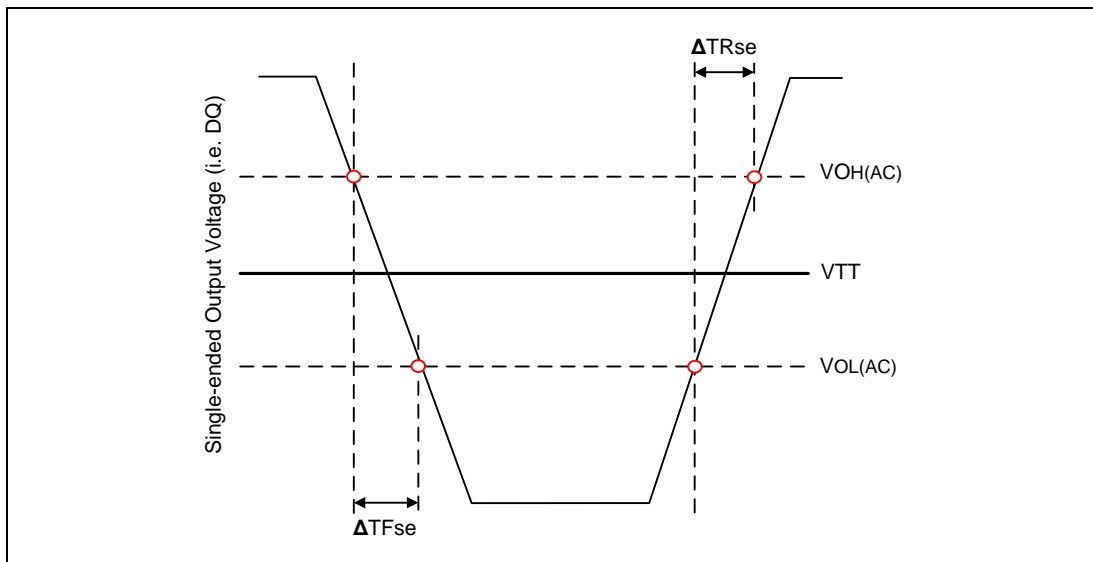 ΔTRse
Single-ended Output Voltage (i.e. DQ)
VOH(AC)
VTT
VOL(AC)
ΔTFse